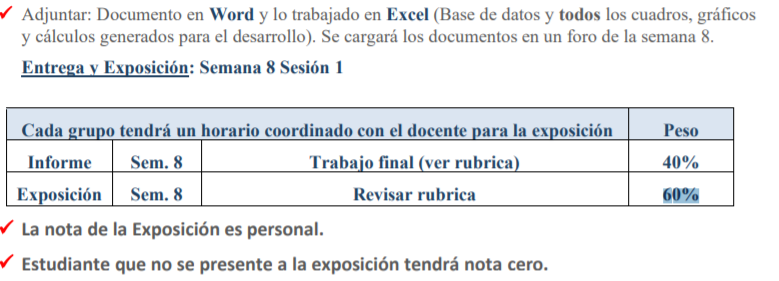 ✓ Adjuntar: Documento en Word y lo trabajado en Excel (Base de datos y todos los cuadros, gráficos
y cálculos generados para el desarrollo). Se cargará los documentos en un foro de la semana 8.
Entrega y Exposición: Semana 8 Sesión 1
Cada grupo tendrá un horario coordinado con el docente para la exposición Peso
Informe Sem. 8 Trabajo final (ver rubrica) 40%
Exposición Sem. 8 Revisar rubrica 60%
✓ La nota de la Exposición es personal.
✓ Estudiante que no se presente a la exposición tendrá nota cero.